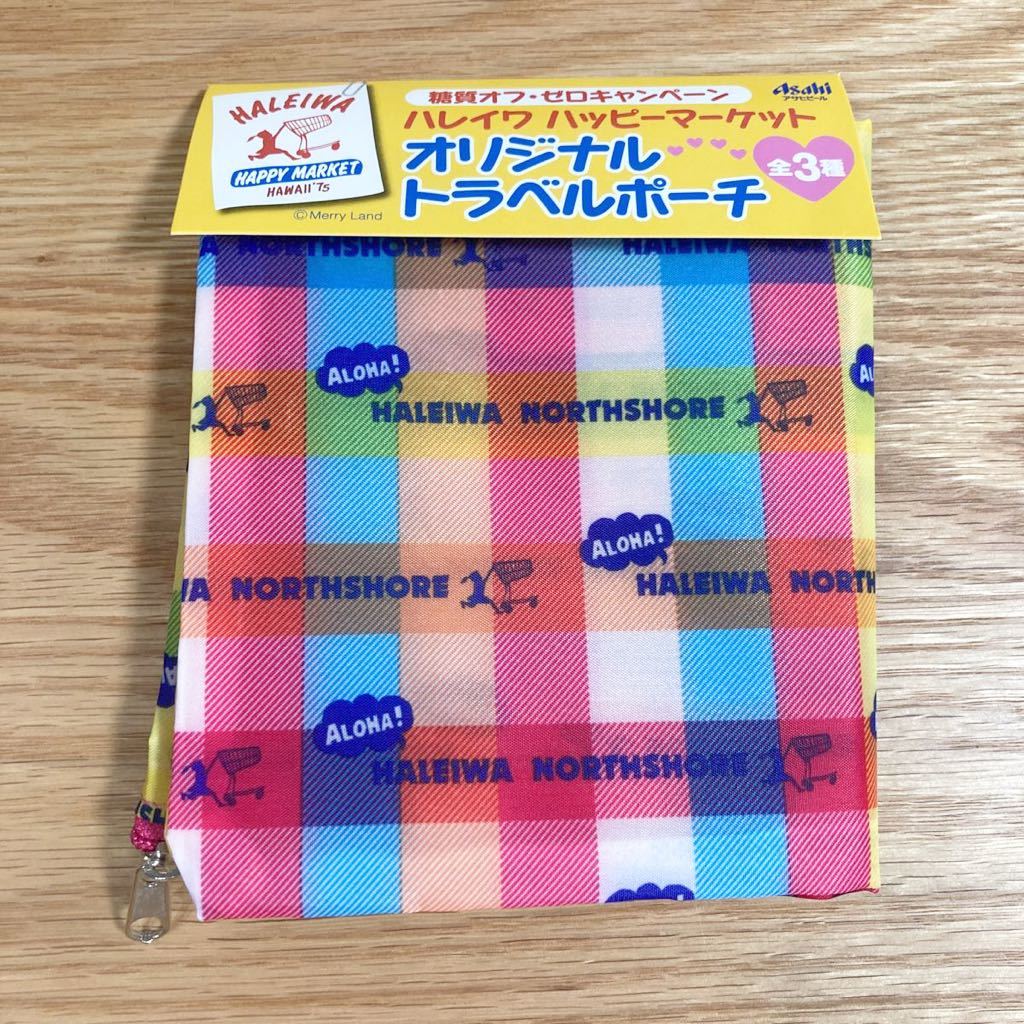 HALEIWA
HAPPY MARKET
HAWAII '75
©Merry Land
糖質オフ・ゼロキャンペーン
Asahi
アサヒビール
ハレイワ ハッピーマーケット
オリジナル
トラベルポーチ
全3種
A NORTHSHORE
HALEIWA
ALOHA!
AL
HALEIWA NORTHSHORE
ALOHA!
VA NORTHSHORE
HALEIWA NORTH
ALOHA!
HALEIWA NORTHSHORE